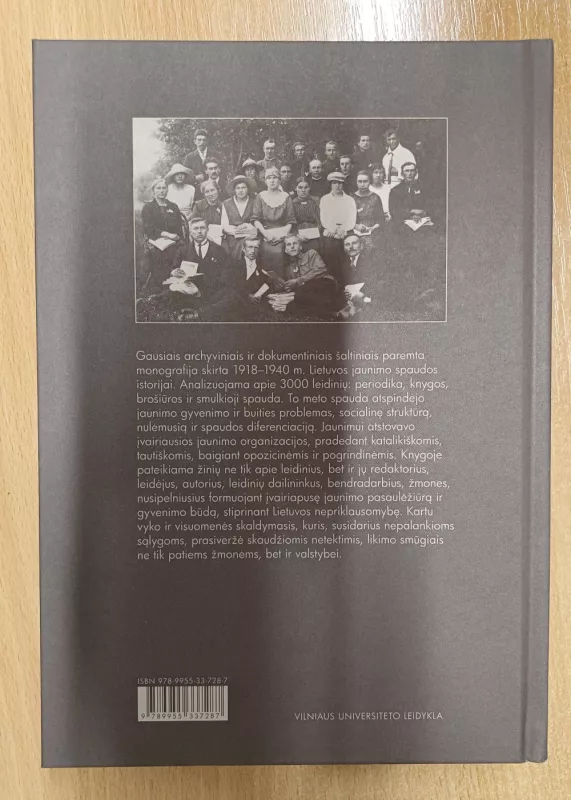 Gausiais archyviniais ir dokumentiniais šaltiniais paremta
monografija skirta 1918–1940 m. Lietuvos jaunimo spaudos
istorijai. Analizuojama apie 3000 leidinių: periodika, knygos,
brošiūros ir smulkioji spauda. To meto spauda atspindėjo
jaunimo gyvenimo ir buities problemas, socialinę struktūrą,
nulėmusią ir spaudos diferenciaciją. Jaunimui atstovavo
įvairiausios jaunimo organizacijos, pradedant katalikiškomis,
tautiškomis, baigiant opozicinėmis ir pogrindinėmis. Knygoje
pateikiama žinių ne tik apie leidinius, bet ir jų redaktorius,
leidėjus, autorius, leidinių dailininkus, bendradarbius, žmones,
nusipelniusius formuojant įvairiapusę jaunimo pasaulėžiūrą ir
gyvenimo būdą, stiprinant Lietuvos nepriklausomybę. Kartu
vyko ir visuomenės skaldymasis, kuris, susidarius nepalankioms
sąlygoms, prasiveržė skaudžiomis netektimis, likimo smūgiais
ne tik patiems žmonėms, bet ir valstybei.
ISBN 978-9955-33-728-7
9 789955 337287
VILNIAUS UNIVERSITETO LEIDYKLA